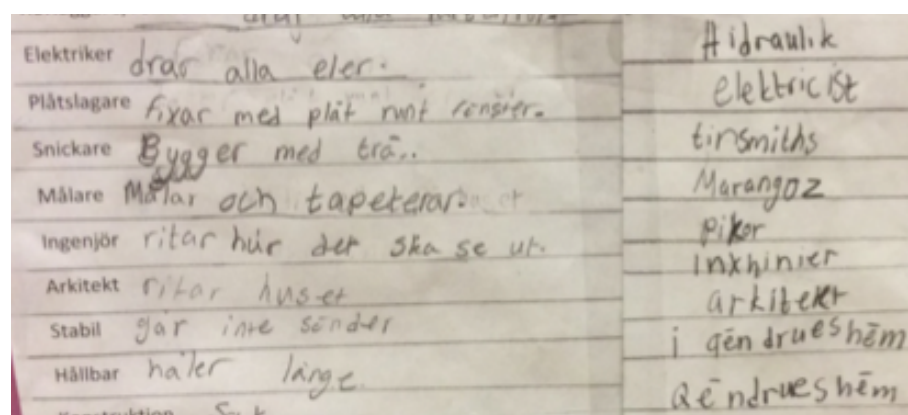 Hidraulik
Elektriker drar alla eler.
elektricist
Plåtslagare fixar med plåt runt fönster.
tinsmiths
Snickare Bygger med trä..
Marangoz
Målare Målar och tapeterar.
piktor
Ingenjör ritar hur det ska se ut.
inxhinier
Arkitekt ritar huset
arkitekt
Stabil går inte sönder
i qëndrueshëm
Hållbar håler länge
Qëndrueshëm
Konstruktion